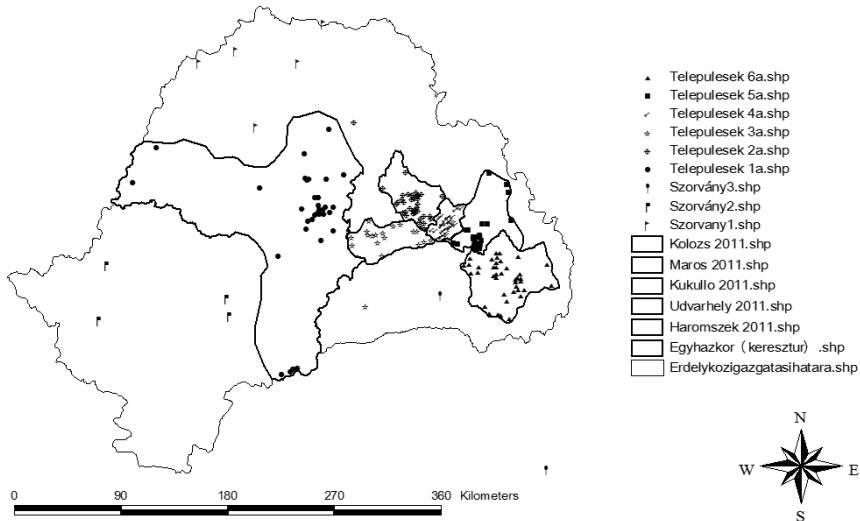 Telepulesek 6a.shp
Telepulesek 5a.shp
Telepulesek 4a.shp
Telepulesek 3a.shp
Telepulesek 2a.shp
Telepulesek 1a.shp
Szorvány3.shp
Szorvány2.shp
Szorvany1.shp
Kolozs 2011.shp
Maros 2011.shp
Kukullo 2011.shp
Udvarhely 2011.shp
Haromszek 2011.shp
Egyhazkor (keresztur) .shp
Erdelykozigazgatasihatara.shp
N
W E
S
0 90 180 270 360 Kilometers